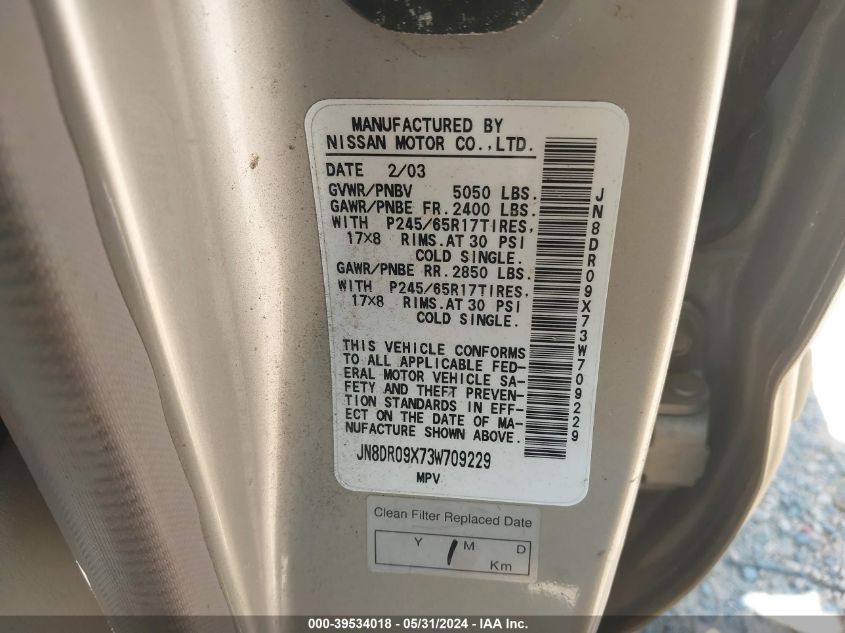 MANUFACTURED BY
NISSAN MOTOR CO.,LTD.
DATE 2/03
GVWR/PNBV 5050 LBS.
GAWR/PNBE FR. 2400 LBS.
WITH P245/65R17TIRES,
17×8 RIMS.AT 30 PSI
COLD SINGLE.
GAWR/PNBE RR. 2850 LBS.
WITH P245/65R17TIRES.
17×8 RIMS.AT 30 PSI
COLD SINGLE.
THIS VEHICLE CONFORMS
TO ALL APPLICABLE FED-
ERAL MOTOR VEHICLE SA-
FETY AND THEFT PREVEN-
TION STANDARDS IN EFF-
ECT ON THE DATE OF MA-
NUFACTURE SHOWN ABOVE.
JN8DR09X73W709229
MPV
JN8DR09X73W709229
Clean Filter Replaced Date
Y / M D
Km
000-39534018 - 05/31/2024 - IAA Inc.